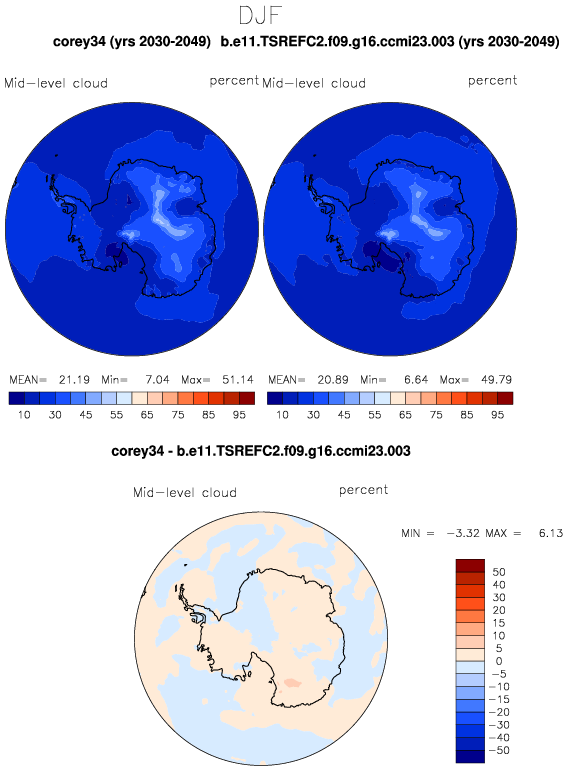 DJF
corey34 (yrs 2030-2049) b.e11.TSREFC2.f09.g16.ccmi23.003 (yrs 2030-2049)
Mid-level cloud percent Mid-level cloud percent
MEAN= 21.19 Min= 7.04 Max= 51.14 MEAN= 20.89 Min= 6.64 Max= 49.79
10 30 45 55 65 75 85 95 10 30 45 55 65 75 85 95
corey34 - b.e11.TSREFC2.f09.g16.ccmi23.003
Mid-level cloud percent
MIN = -3.32 MAX = 6.13
50
40
30
20
15
10
5
0
-5
-10
-15
-20
-30
-40
-50